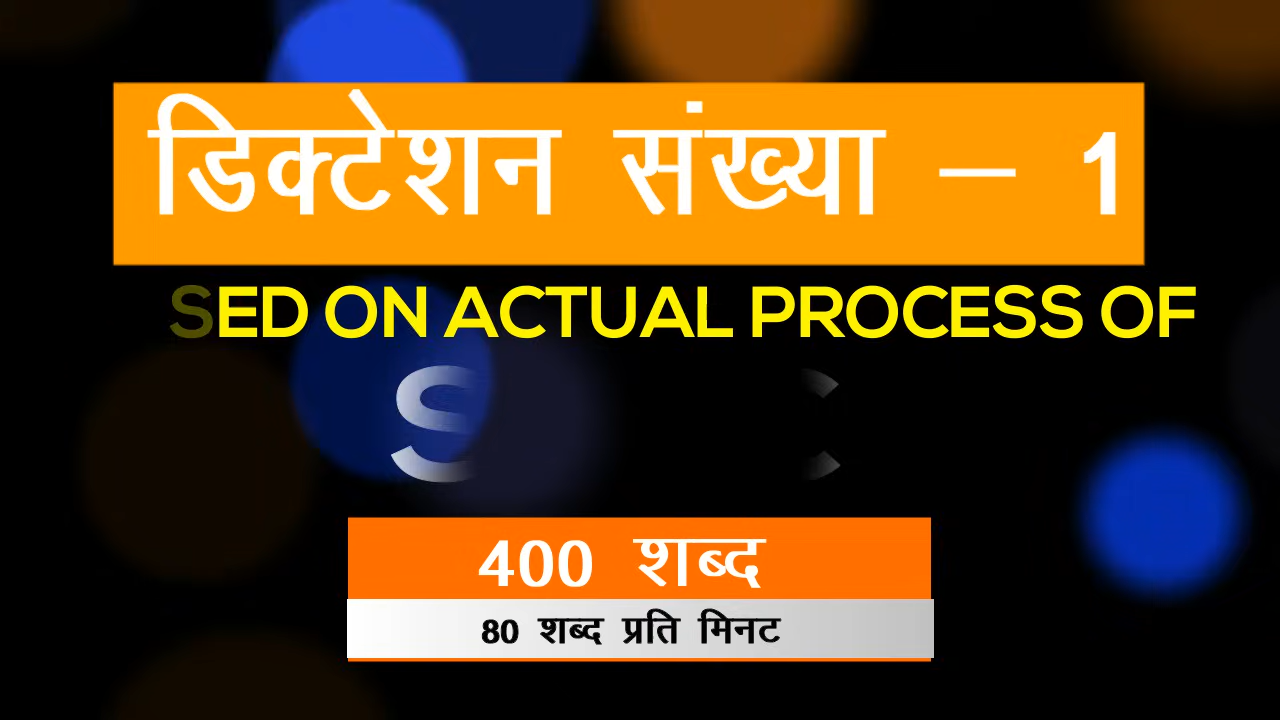 डिक्टेशन संख्या – 1
SED ON ACTUAL PROCESS OF
400 शब्द
80 शब्द प्रति मिनट